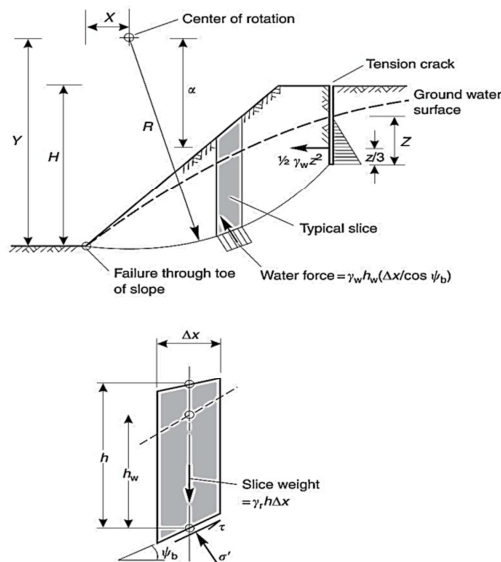 X
Center of rotation
Tension crack
Ground water
surface
α
Y
H
R
Z
z/3
½ γwz²
Typical slice
Failure through toe
of slope
Water force = γwhw(Δx/cos ψb)
Δx
h
hw
Slice weight
= γrhΔx
τ
ψb
σ'